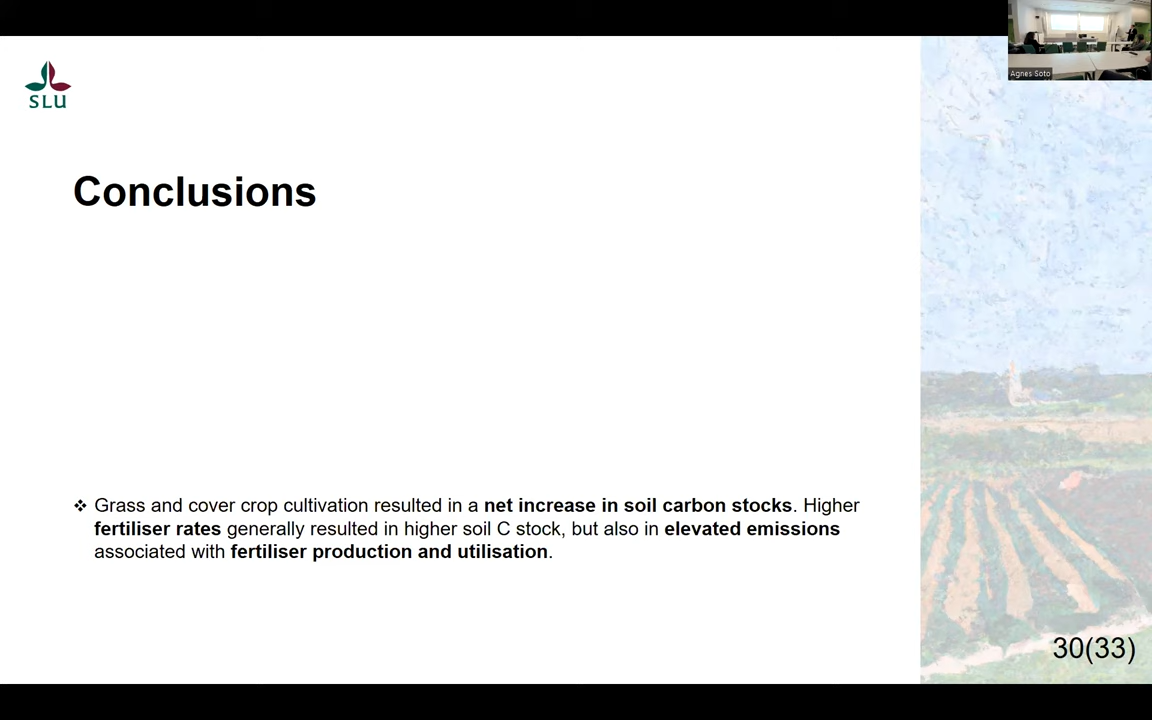 Agnes Soto
SLU
Conclusions
❖ Grass and cover crop cultivation resulted in a net increase in soil carbon stocks. Higher
fertiliser rates generally resulted in higher soil C stock, but also in elevated emissions
associated with fertiliser production and utilisation.
30(33)